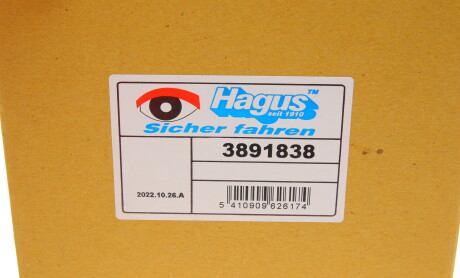 Hagus™
seit 1910
Sicher fahren
3891838
2022.10.26.A
5 410909 626174